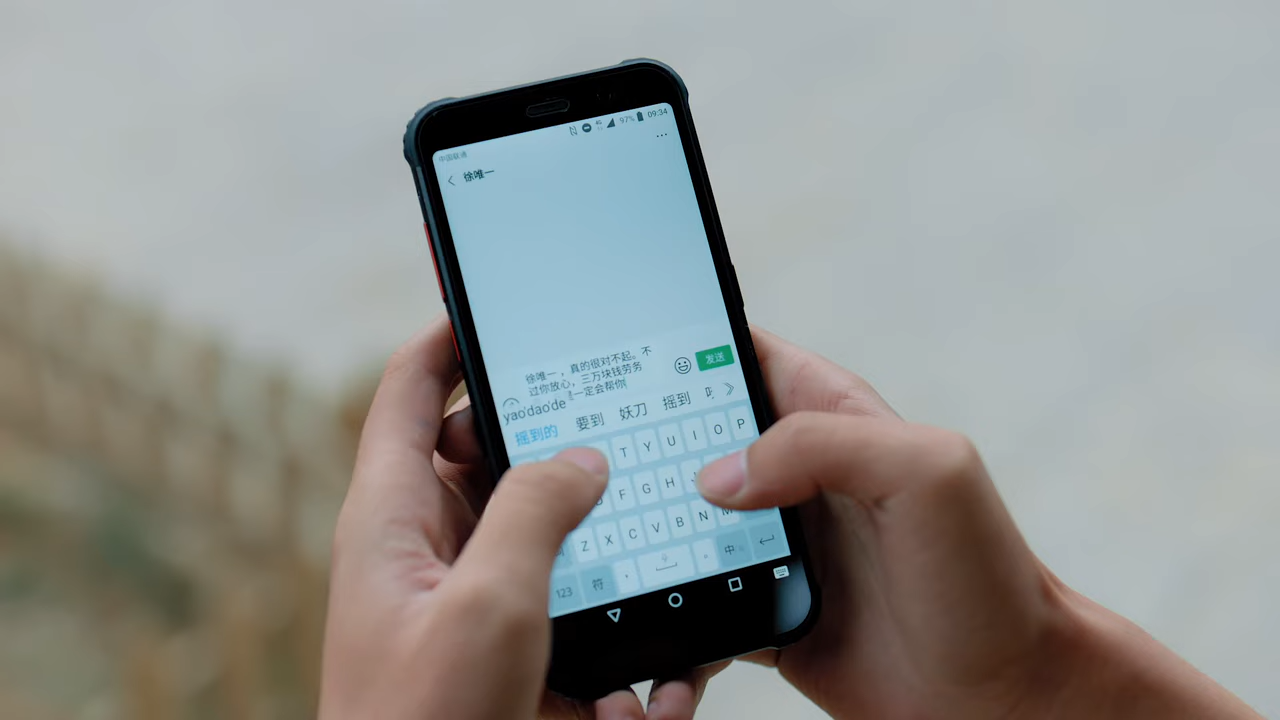 97% 09:34
中国联通
徐唯一
徐唯一，真的很对不起。不
过你放心，三万块钱劳务
一定会帮你
发送
yao'dao'de
摇到的 要到 妖刀 摇到
T Y U I O P
F G H
Z X C V B N M
123 符 中